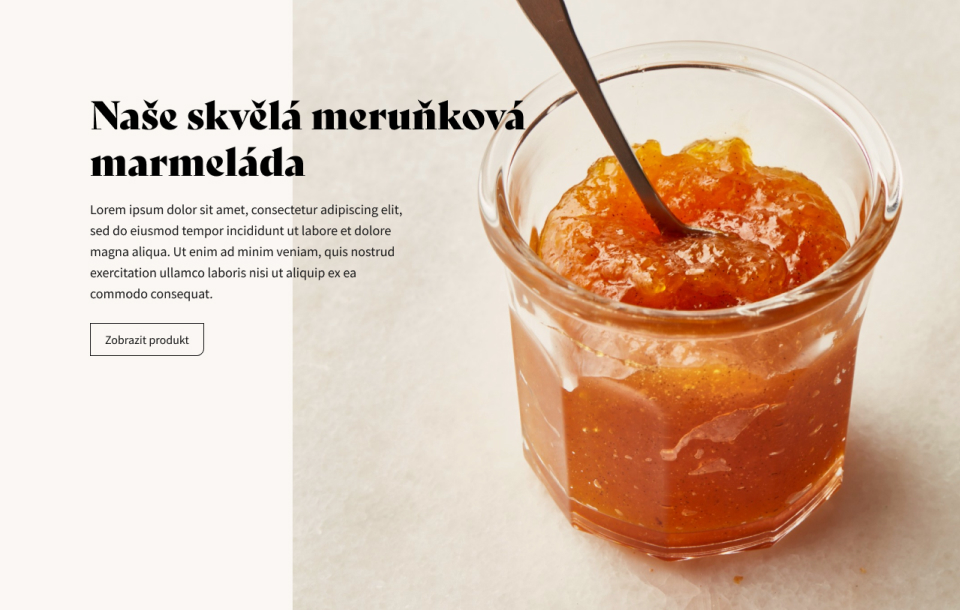 Naše skvělá meruňková
marmeláda
Lorem ipsum dolor sit amet, consectetur adipiscing elit,
sed do eiusmod tempor incididunt ut labore et dolore
magna aliqua. Ut enim ad minim veniam, quis nostrud
exercitation ullamco laboris nisi ut aliquip ex ea
commodo consequat.
Zobrazit produkt